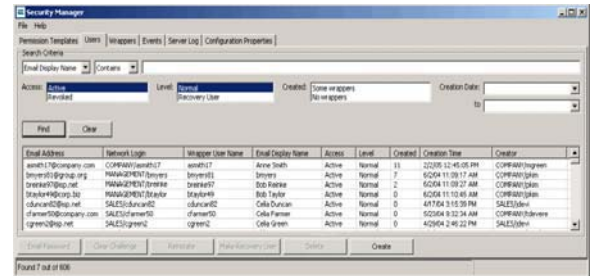 Security Manager
File Help
Permission Templates Users Wrappers Events Server Log Configuration Properties
Search Criteria
Email Display Name Contains
Access: Active Level: Normal Created: Some wrappers Creation Date:
Revoked Recovery User No wrappers to
Find Clear
Email Address Network Login Wrapper User Name Email Display Name Access Level Created Creation Time Creator
asmith17@company.com COMPANY/asmith17 asmith17 Anne Smith Active Normal 11 2/2/05 12:45:05 PM COMPANY/mgreen
bmyers81@group.org MANAGEMENT/bmyers bmyers81 bmyers Active Normal 7 6/2/04 11:09:17 AM COMPANY/jkim
breinke97@isp.net MANAGEMENT/breinke breinke97 Bob Reinke Active Normal 2 6/2/04 11:08:27 AM COMPANY/jkim
btaylor49@corp.biz MANAGEMENT/btaylor btaylor49 Bob Taylor Active Normal 0 6/2/04 11:10:45 AM COMPANY/jkim
cduncan82@isp.net SALES/cduncan82 cduncan82 Celia Duncan Active Normal 0 4/17/04 3:15:39 PM SALES/jdevi
cfarmer50@company.com SALES/cfarmer50 cfarmer50 Celia Farmer Active Normal 0 5/23/04 8:32:34 AM COMPANY/tdevere
cgreen2@isp.net SALES/cgreen2 cgreen2 Celia Green Active Normal 0 4/29/04 2:46:22 PM SALES/jdevi
Email Password Clear Challenge Reinstate Make Recovery User Delete Create
Found 7 out of 606